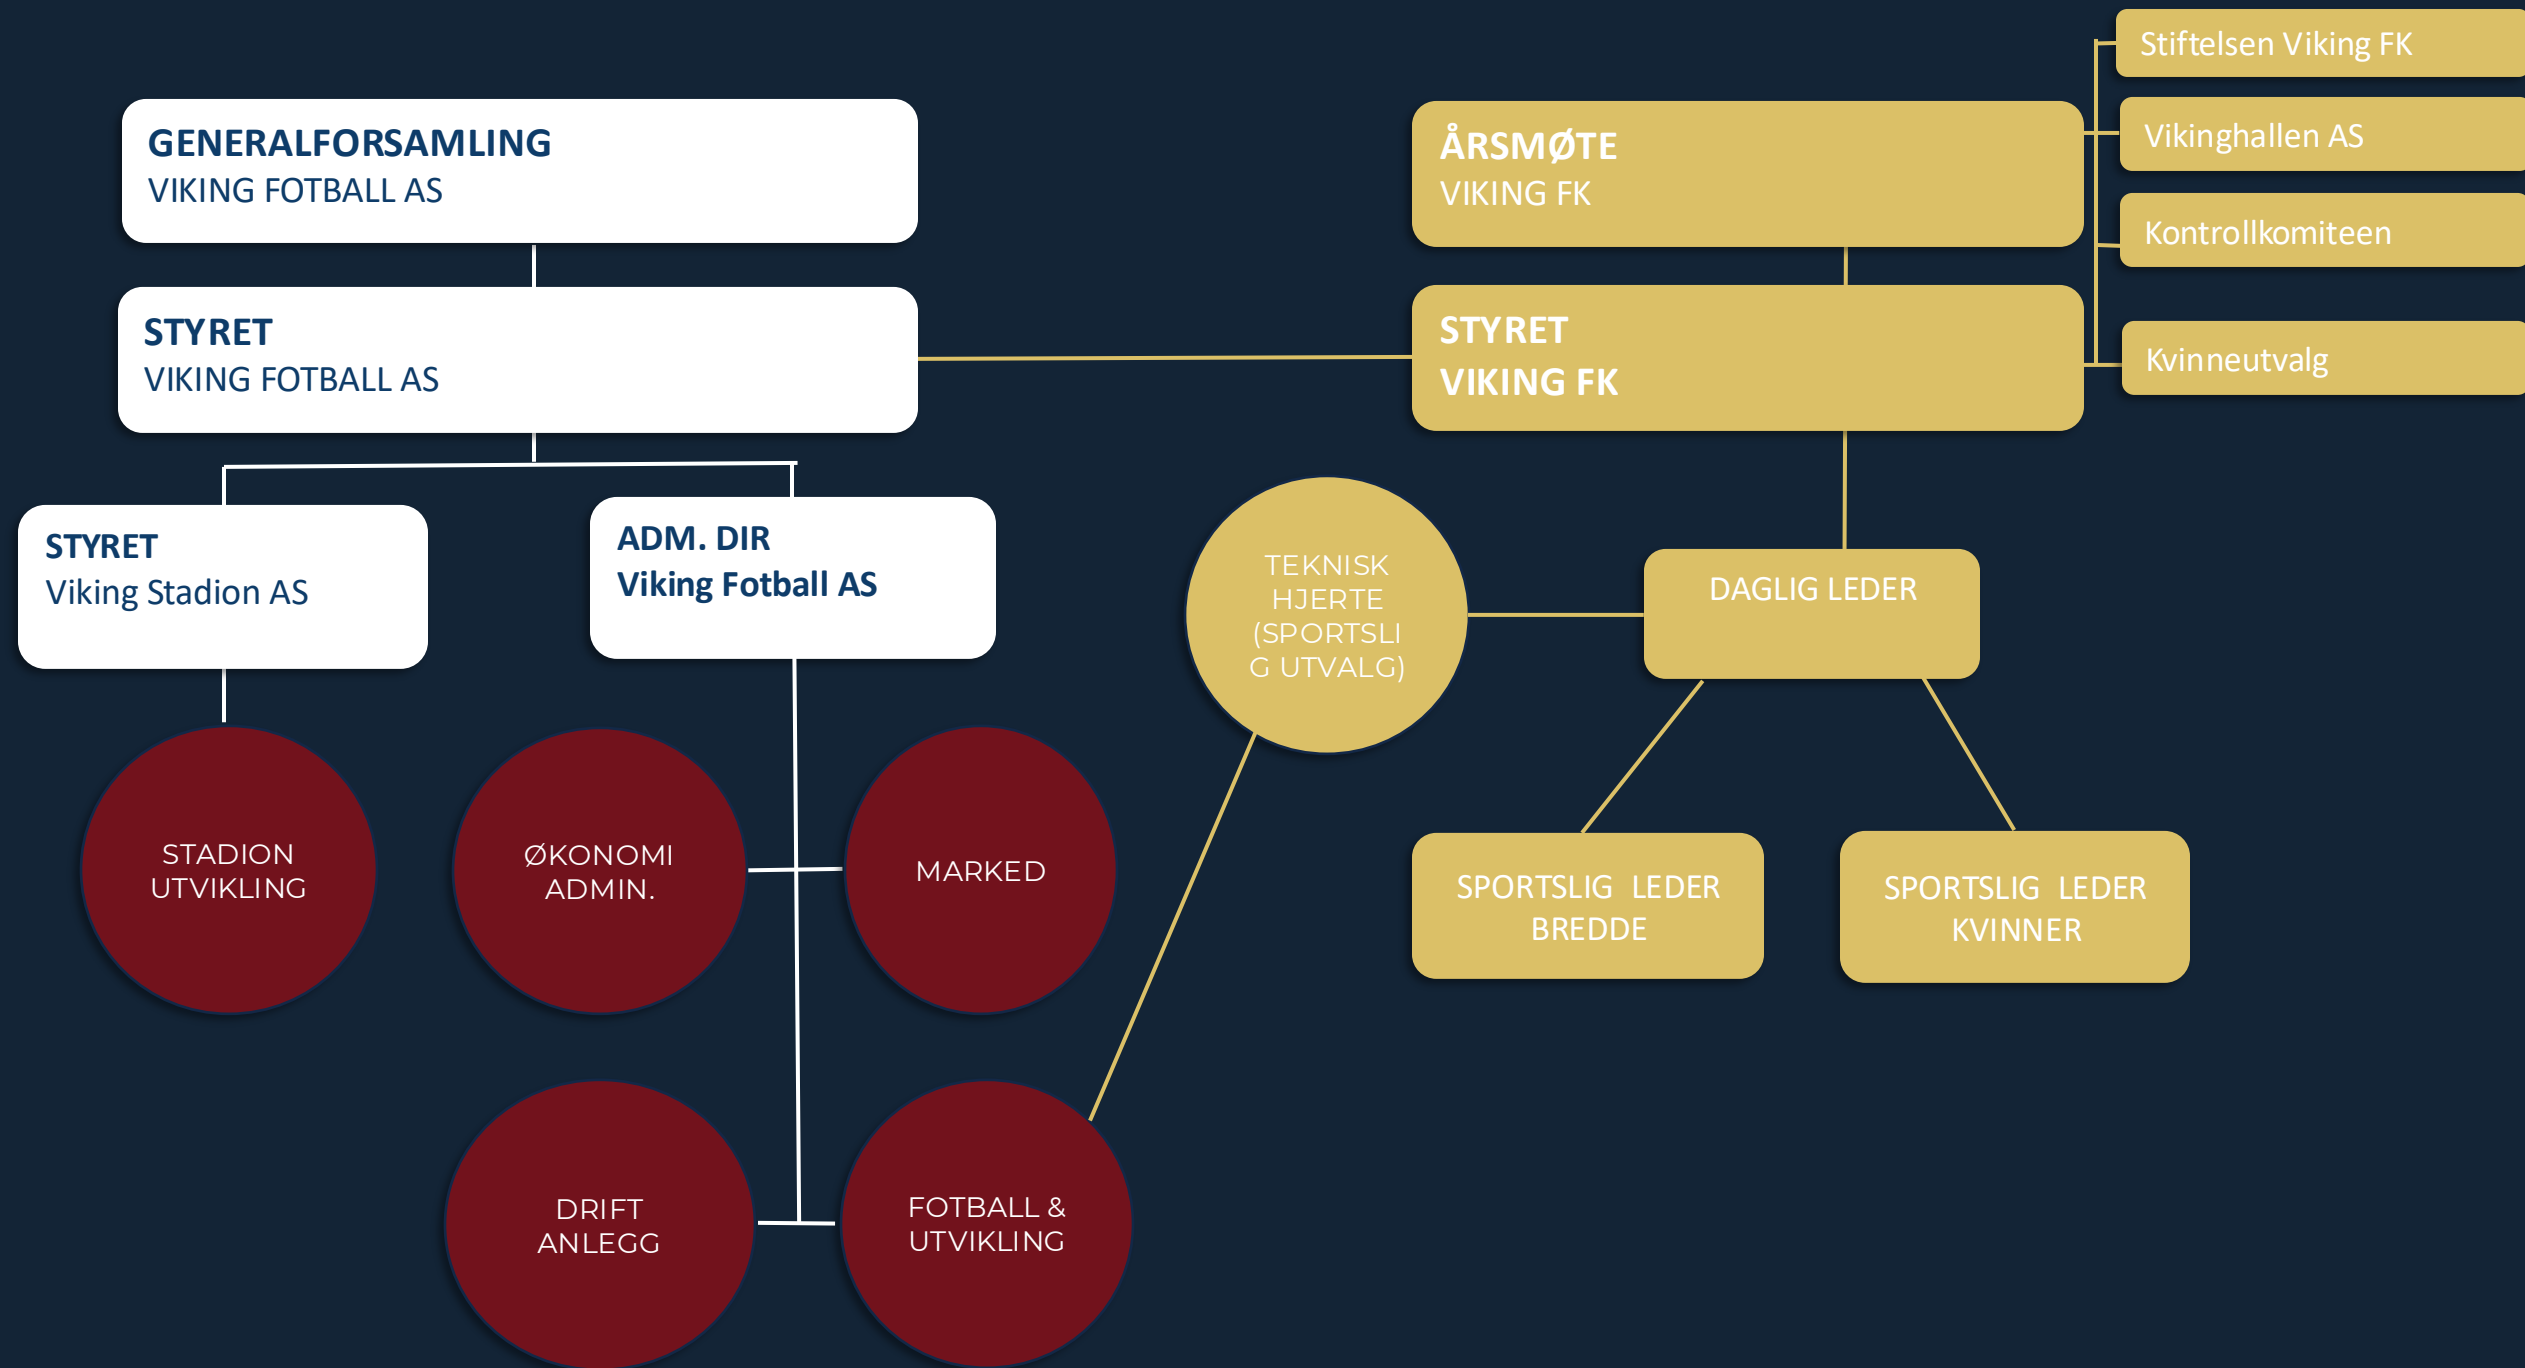 Stiftelsen Viking FK
GENERALFORSAMLING
VIKING FOTBALL AS
ÅRSMØTE
VIKING FK
Vikinghallen AS
Kontrollkomiteen
STYRET
VIKING FOTBALL AS
STYRET
VIKING FK
Kvinneutvalg
STYRET
Viking Stadion AS
ADM. DIR
Viking Fotball AS
TEKNISK
HJERTE
(SPORTSLI
G UTVALG)
DAGLIG LEDER
STADION
UTVIKLING
ØKONOMI
ADMIN.
MARKED
SPORTSLIG LEDER
BREDDE
SPORTSLIG LEDER
KVINNER
DRIFT
ANLEGG
FOTBALL &
UTVIKLING